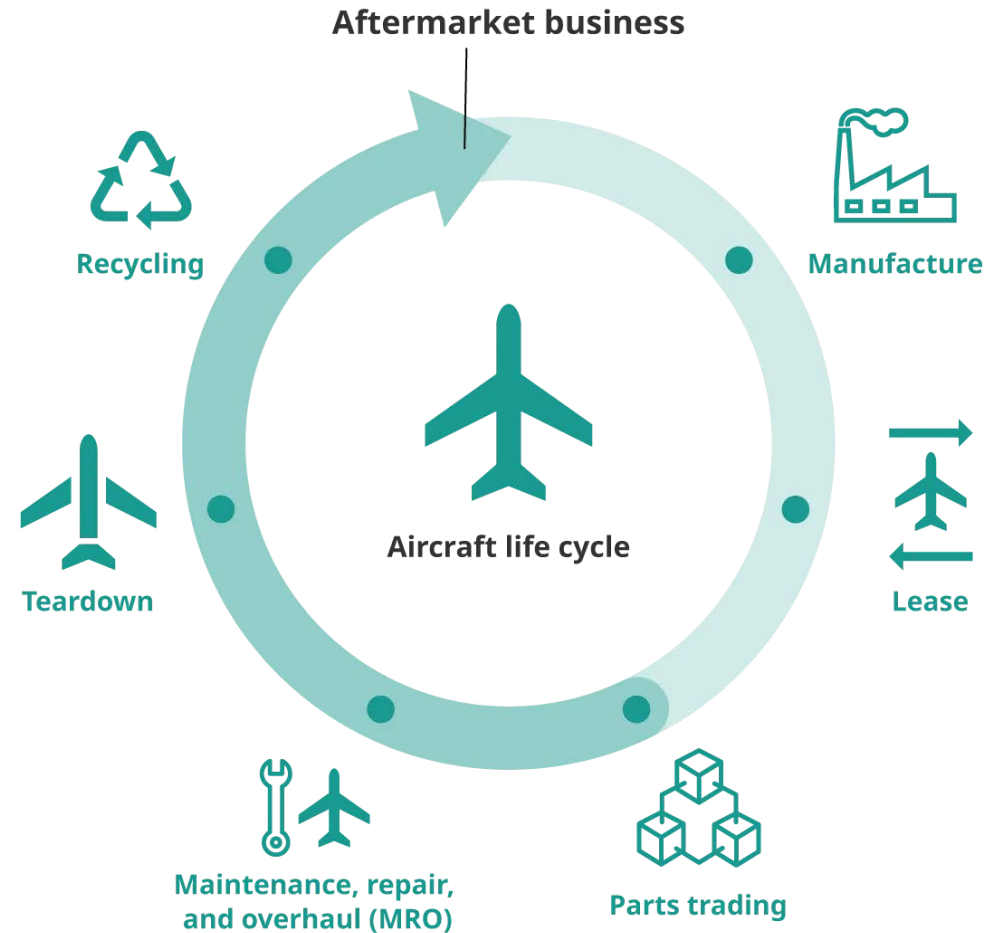 Aftermarket business
Recycling
Manufacture
Aircraft life cycle
Teardown
Lease
Maintenance, repair,
and overhaul (MRO)
Parts trading